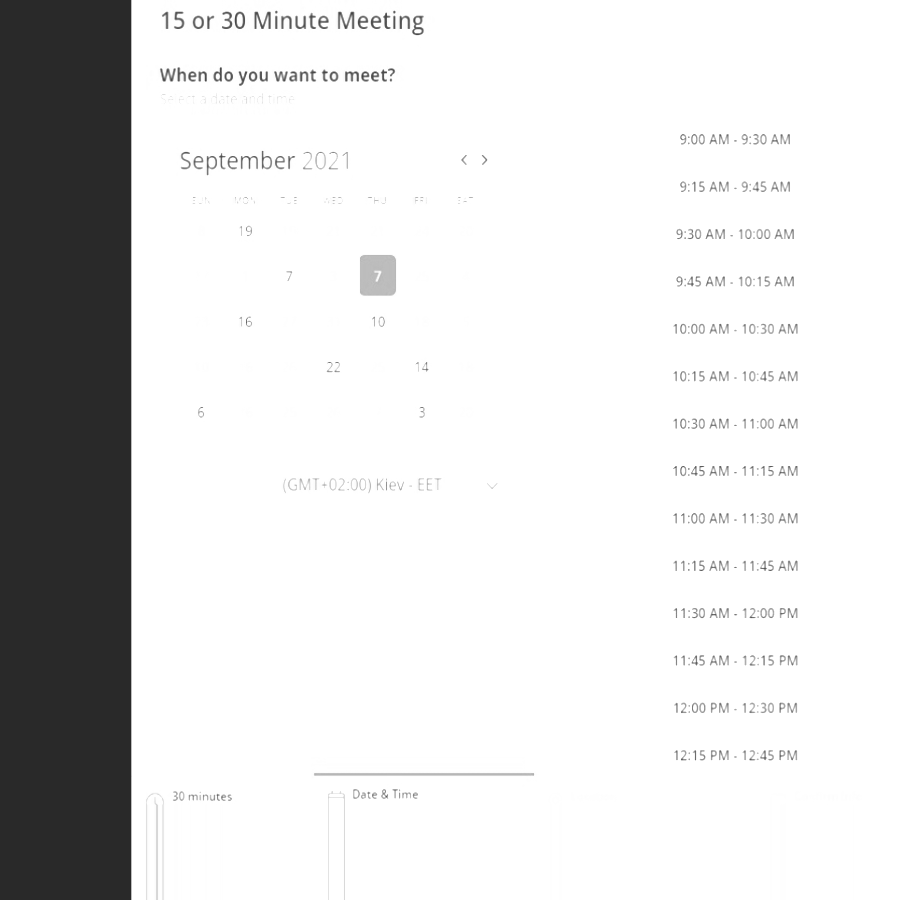 15 or 30 Minute Meeting
When do you want to meet?
Select a date and time
September 2021
SUN MON TUE WED THU FRI SAT
19
7 7
16 10
22 14
6 3
(GMT+02:00) Kiev - EET
9:00 AM - 9:30 AM
9:15 AM - 9:45 AM
9:30 AM - 10:00 AM
9:45 AM - 10:15 AM
10:00 AM - 10:30 AM
10:15 AM - 10:45 AM
10:30 AM - 11:00 AM
10:45 AM - 11:15 AM
11:00 AM - 11:30 AM
11:15 AM - 11:45 AM
11:30 AM - 12:00 PM
11:45 AM - 12:15 PM
12:00 PM - 12:30 PM
12:15 PM - 12:45 PM
30 minutes
Date & Time